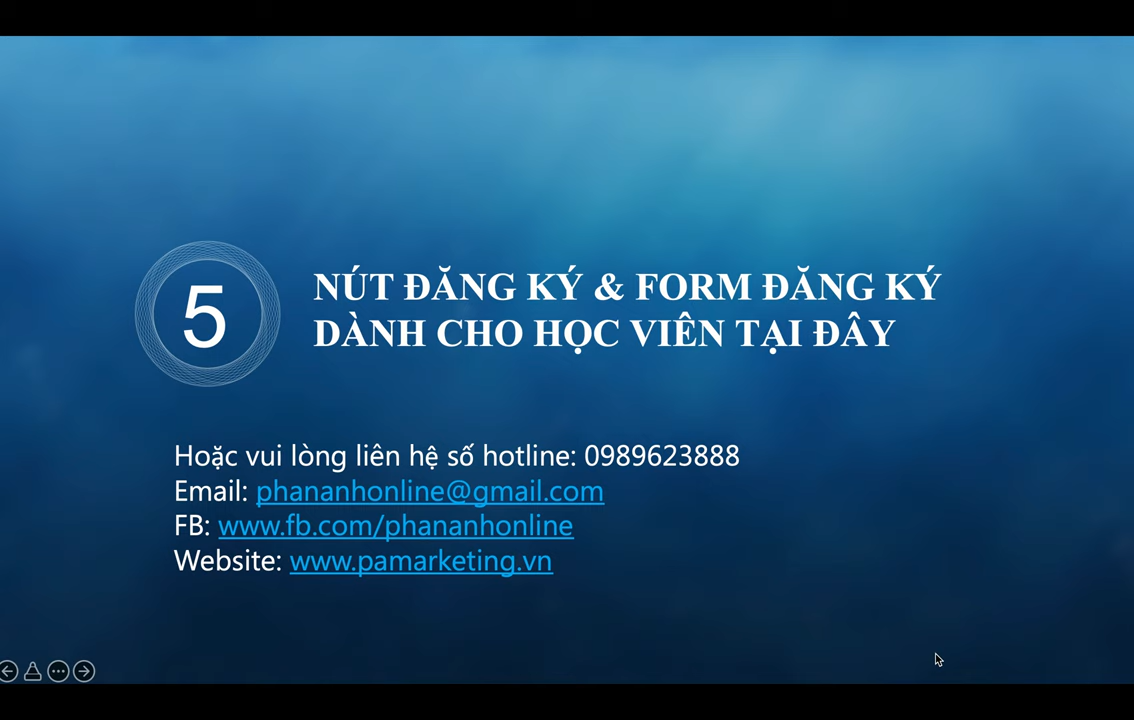 5
NÚT ĐĂNG KÝ & FORM ĐĂNG KÝ
DÀNH CHO HỌC VIÊN TẠI ĐÂY
Hoặc vui lòng liên hệ số hotline: 0989623888
Email: phananhonline@gmail.com
FB: www.fb.com/phananhonline
Website: www.pamarketing.vn